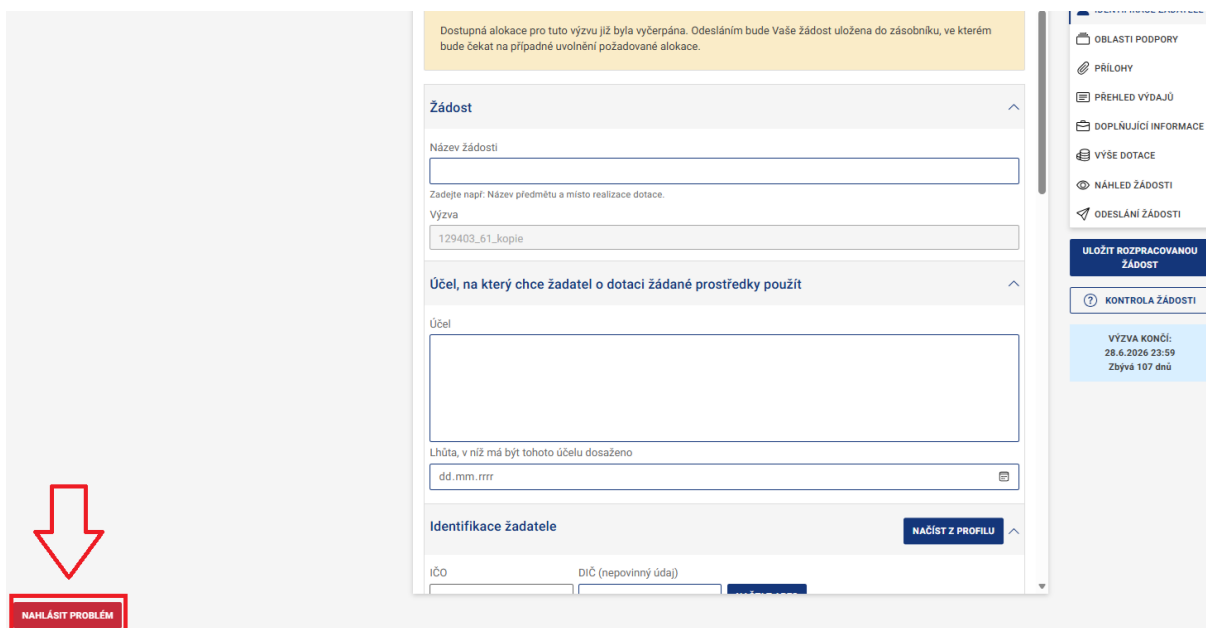 Dostupná alokace pro tuto výzvu již byla vyčerpána. Odesláním bude Vaše žádost uložena do zásobníku, ve kterém
bude čekat na případné uvolnění požadované alokace.
Žádost
Název žádosti
Zadejte např: Název předmětu a místo realizace dotace.
Výzva
129403_61_kopie
Účel, na který chce žadatel o dotaci žádané prostředky použít
Účel
Lhůta, v níž má být tohoto účelu dosaženo
dd.mm.rrrr
Identifikace žadatele
NAČÍST Z PROFILU
IČO
DIČ (nepovinný údaj)
OBLASTI PODPORY
PŘÍLOHY
PŘEHLED VÝDAJŮ
DOPLŇUJÍCÍ INFORMACE
VÝŠE DOTACE
NÁHLED ŽÁDOSTI
ODESLÁNÍ ŽÁDOSTI
ULOŽIT ROZPRACOVANOU
ŽÁDOST
KONTROLA ŽÁDOSTI
VÝZVA KONČÍ:
28.6.2026 23:59
Zbývá 107 dnů
NAHLÁSIT PROBLÉM